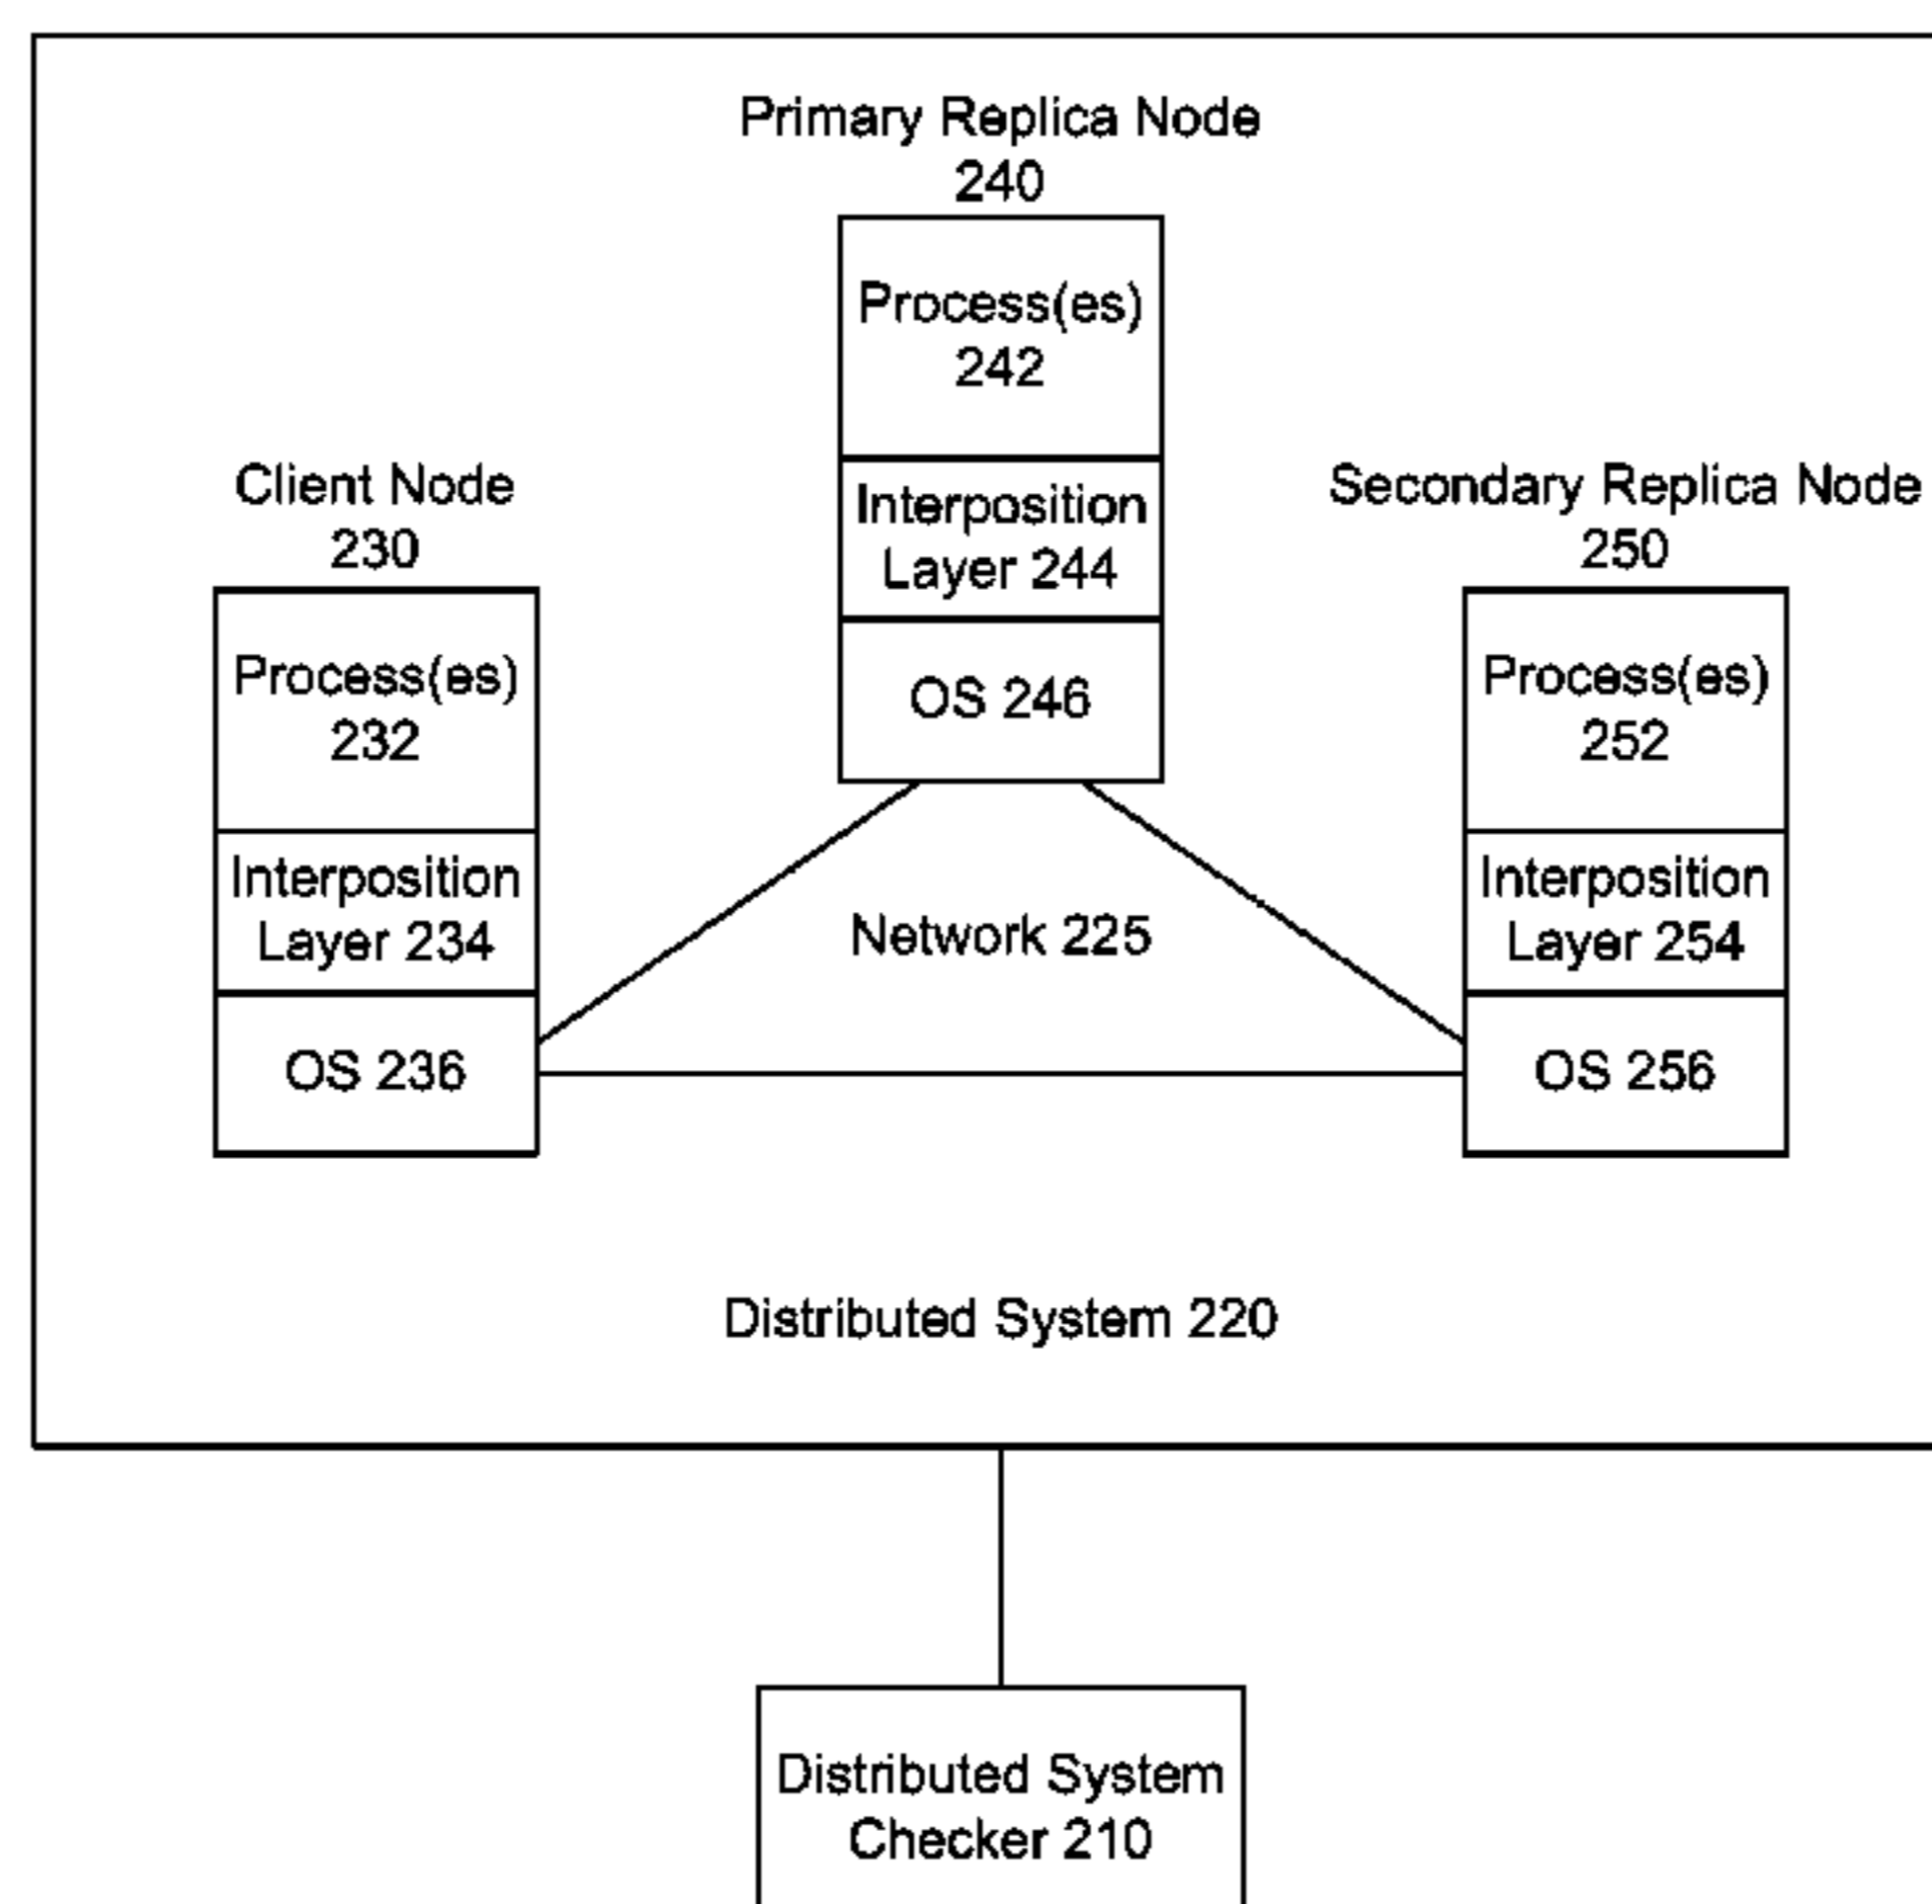 Primary Replica Node
240
Process(es)
242
Interposition
Layer 244
OS 246
Client Node
230
Process(es)
232
Interposition
Layer 234
OS 236
Secondary Replica Node
250
Process(es)
252
Interposition
Layer 254
OS 256
Network 225
Distributed System 220
Distributed System
Checker 210